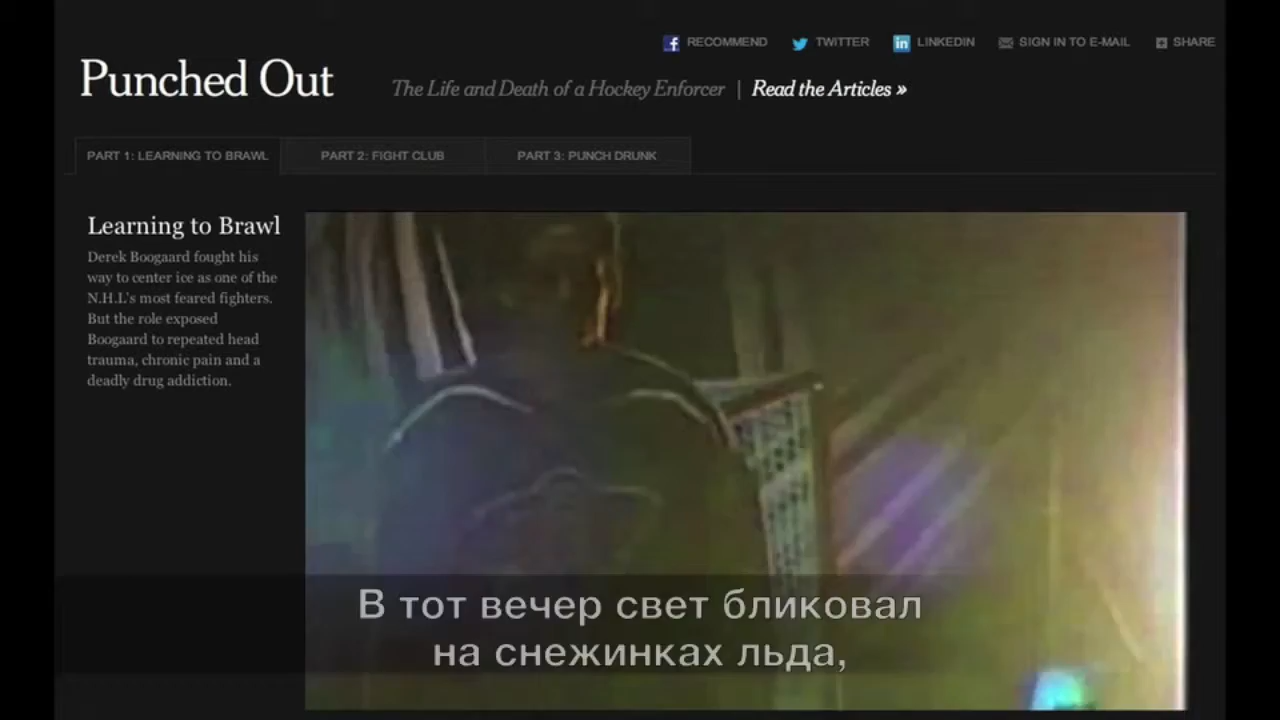 RECOMMEND TWITTER LINKEDIN SIGN IN TO E-MAIL SHARE
Punched Out
The Life and Death of a Hockey Enforcer | Read the Articles »
PART 1: LEARNING TO BRAWL PART 2: FIGHT CLUB PART 3: PUNCH DRUNK
Learning to Brawl
Derek Boogaard fought his
way to center ice as one of the
N.H.L's most feared fighters.
But the role exposed
Boogaard to repeated head
trauma, chronic pain and a
deadly drug addiction.
В тот вечер свет бликовал
на снежинках льда,